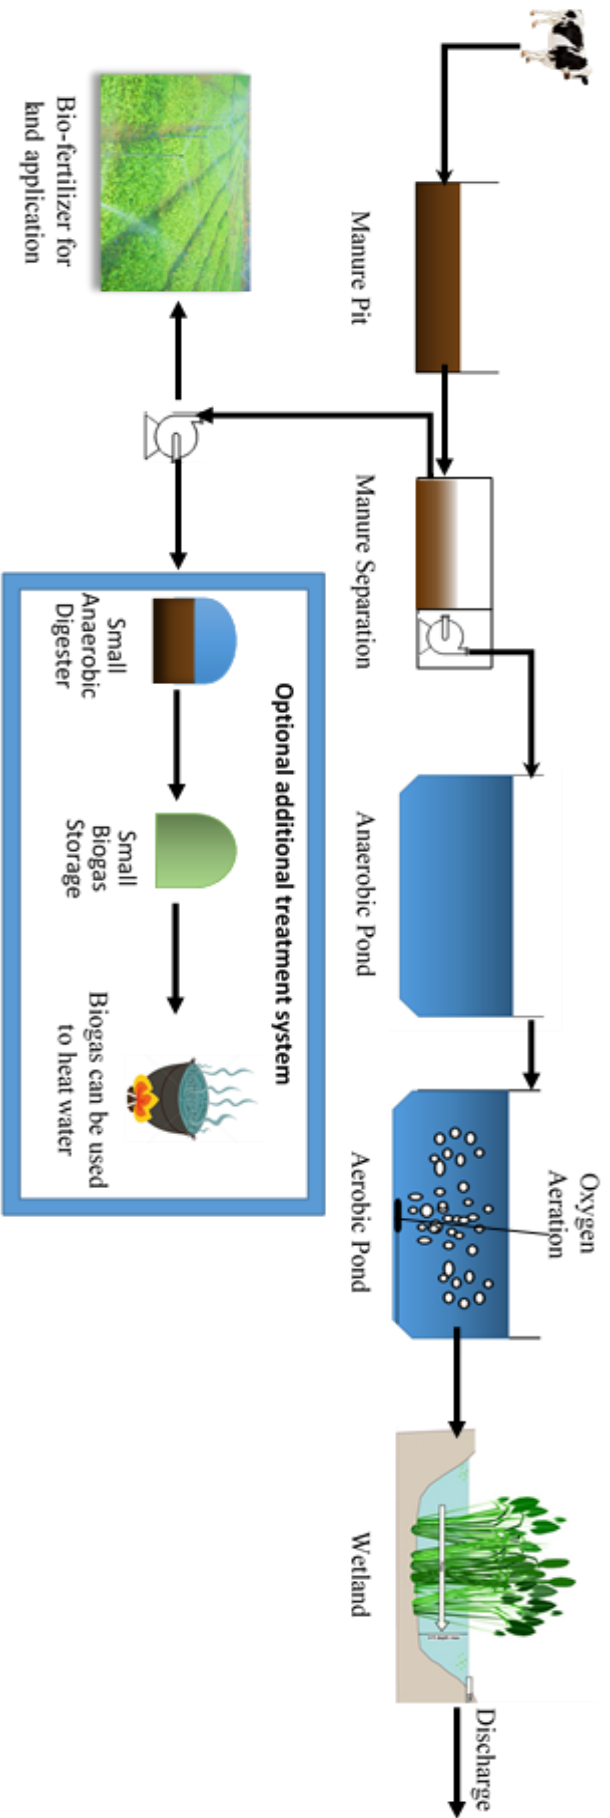 Manure Pit
Manure Separation
Anaerobic Pond
Oxygen
Aeration
Aerobic Pond
Wetland
Discharge
Bio-fertilizer for
land application
Optional additional treatment system
Small
Anaerobic
Digester
Small
Biogas
Storage
Biogas can be used
to heat water